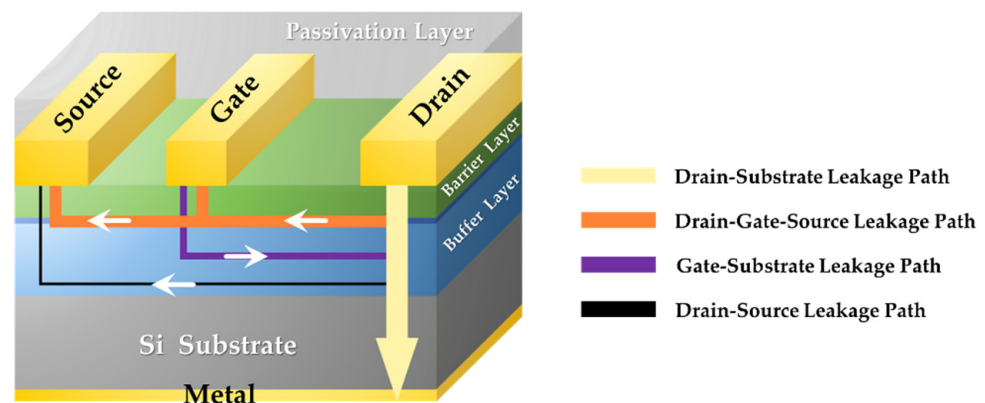 Passivation Layer
Source
Gate
Drain
Barrier Layer
Buffer Layer
Si Substrate
Metal
Drain-Substrate Leakage Path
Drain-Gate-Source Leakage Path
Gate-Substrate Leakage Path
Drain-Source Leakage Path